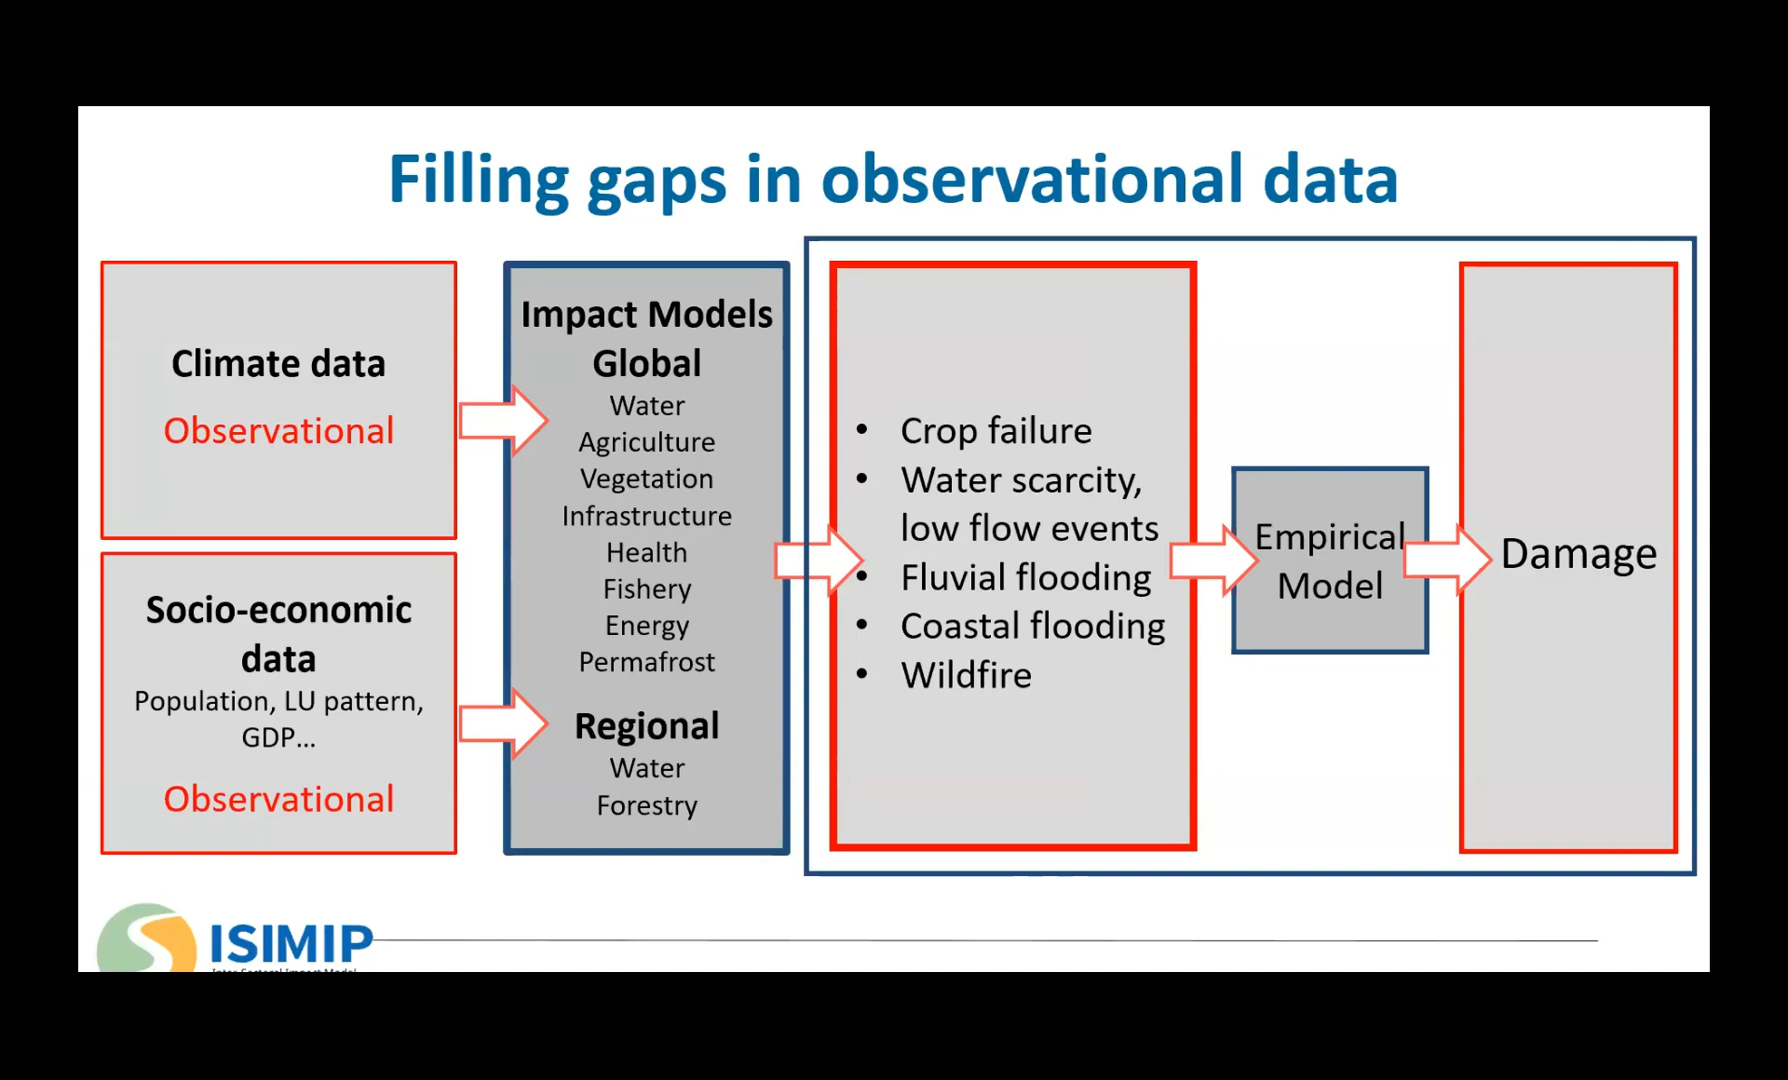 Filling gaps in observational data
Climate data
Observational
Socio-economic
data
Population, LU pattern,
GDP...
Observational
Impact Models
Global
Water
Agriculture
Vegetation
Infrastructure
Health
Fishery
Energy
Permafrost
Regional
Water
Forestry
• Crop failure
• Water scarcity,
low flow events
• Fluvial flooding
• Coastal flooding
• Wildfire
Empirical
Model
Damage
ISIMIP